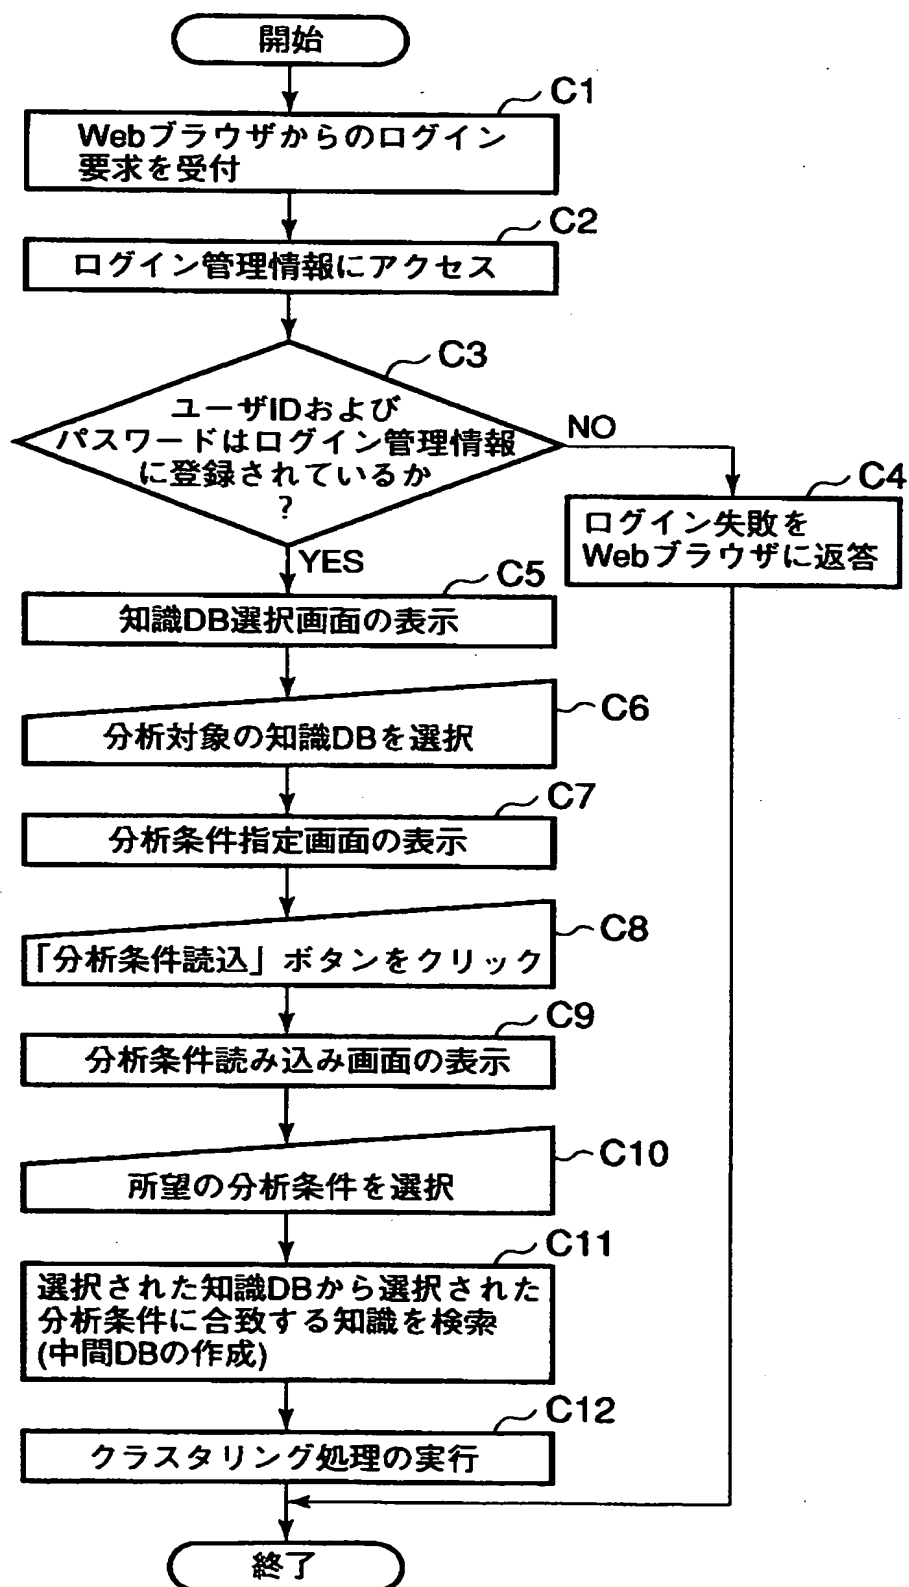 開始
C1
Webブラウザからのログイン
要求を受付
C2
ログイン管理情報にアクセス
C3
ユーザIDおよび
パスワードはログイン管理情報
に登録されているか
?
NO
C4
ログイン失敗を
Webブラウザに返答
YES
C5
知識DB選択画面の表示
C6
分析対象の知識DBを選択
C7
分析条件指定画面の表示
C8
「分析条件読込」ボタンをクリック
C9
分析条件読み込み画面の表示
C10
所望の分析条件を選択
C11
選択された知識DBから選択された
分析条件に合致する知識を検索
(中間DBの作成)
C12
クラスタリング処理の実行
終了